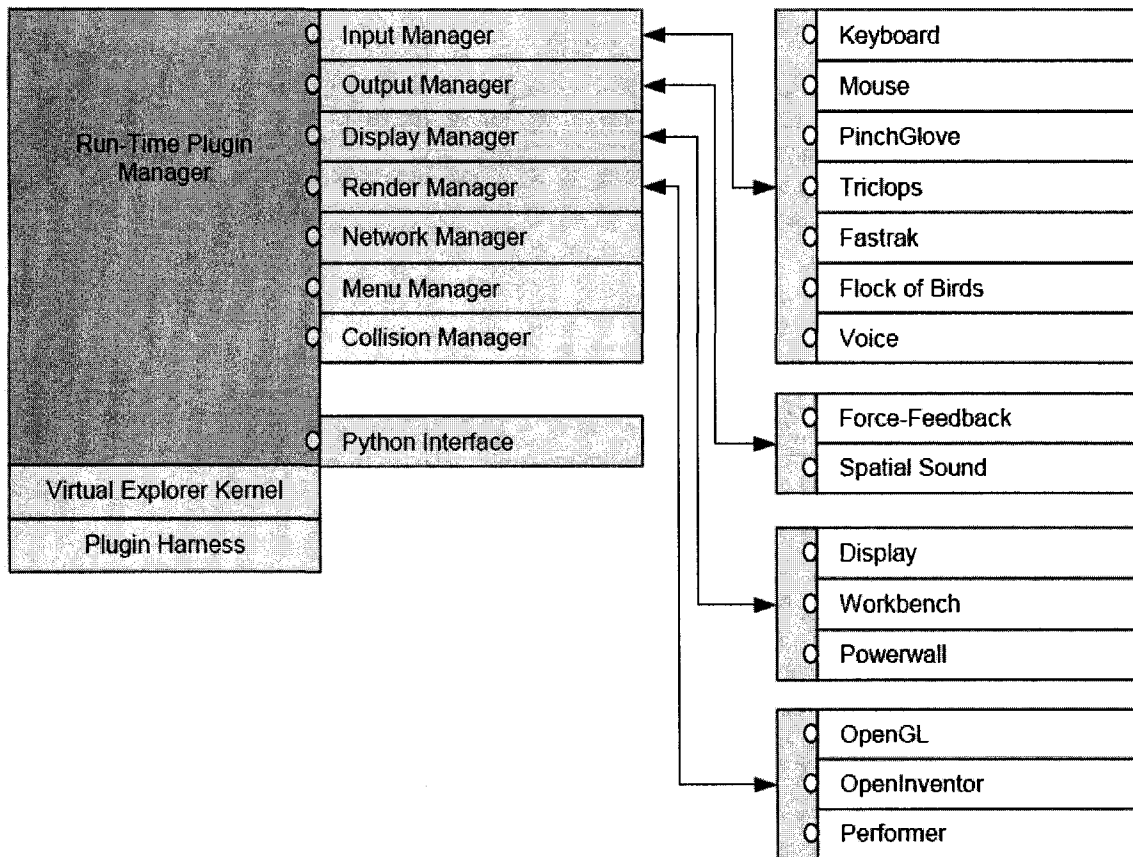 Run-Time Plugin
Manager
Virtual Explorer Kernel
Plugin Harness
Input Manager
Output Manager
Display Manager
Render Manager
Network Manager
Menu Manager
Collision Manager
Python Interface
Keyboard
Mouse
PinchGlove
Triclops
Fastrak
Flock of Birds
Voice
Force-Feedback
Spatial Sound
Display
Workbench
Powerwall
OpenGL
OpenInventor
Performer